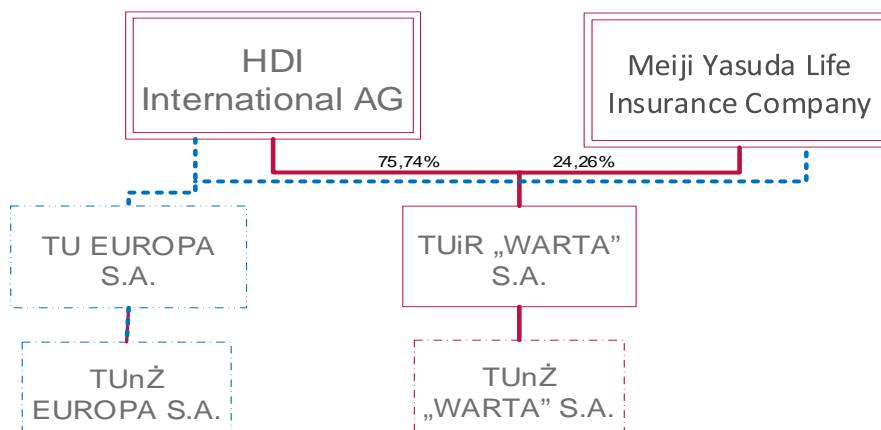 HDI
International AG
Meiji Yasuda Life
Insurance Company
75,74%
24,26%
TU EUROPA
S.A.
TUiR „WARTA”
S.A.
TUnŻ
EUROPA S.A.
TUnŻ
„WARTA” S.A.